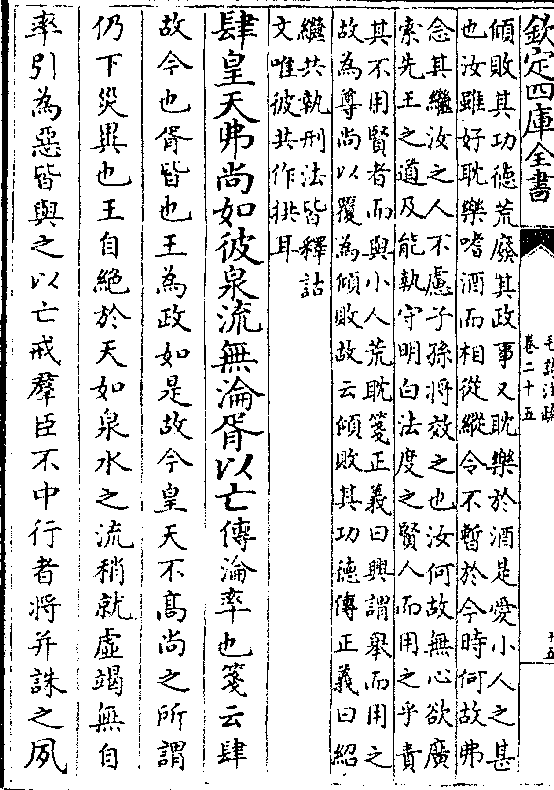 欽定四庫全書
卷二十五
傾敗其功德荒廢其政事又耽樂於酒是愛小人之甚
也汝雖好耽樂嗜酒而相從縱令不暫於今時何故弗
念其繼汝之人不慮子孫將效之也汝何故無心欲廣
索先王之道及能執守明白法度之賢人而用之乎責
其不用賢者而與小人荒耽箋正義曰興謂舉而用之
故為尊尚以覆為傾敗故云傾敗其功德傳正義曰紹
繼共執刑法皆釋詁
文唯彼共作拱耳
肆皇天弗尚如彼泉流無淪胥以亡傳淪率也箋云肆
故今也胥皆也王為政如是故今皇天不髙尚之所謂
仍下災異也王自絶於天如泉水之流稍就虛竭無自
率引為惡皆與之以亡戒羣臣不中行者將并誅之夙